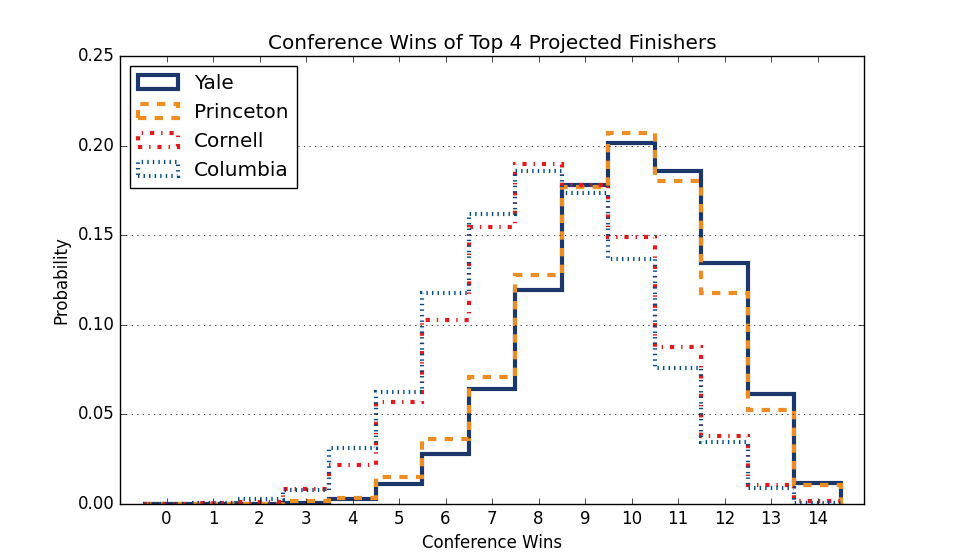 Conference Wins of Top 4 Projected Finishers
0.25
0.20
0.15
0.10
0.05
0.00
Probability
Yale
Princeton
Cornell
Columbia
0 1 2 3 4 5 6 7 8 9 10 11 12 13 14
Conference Wins